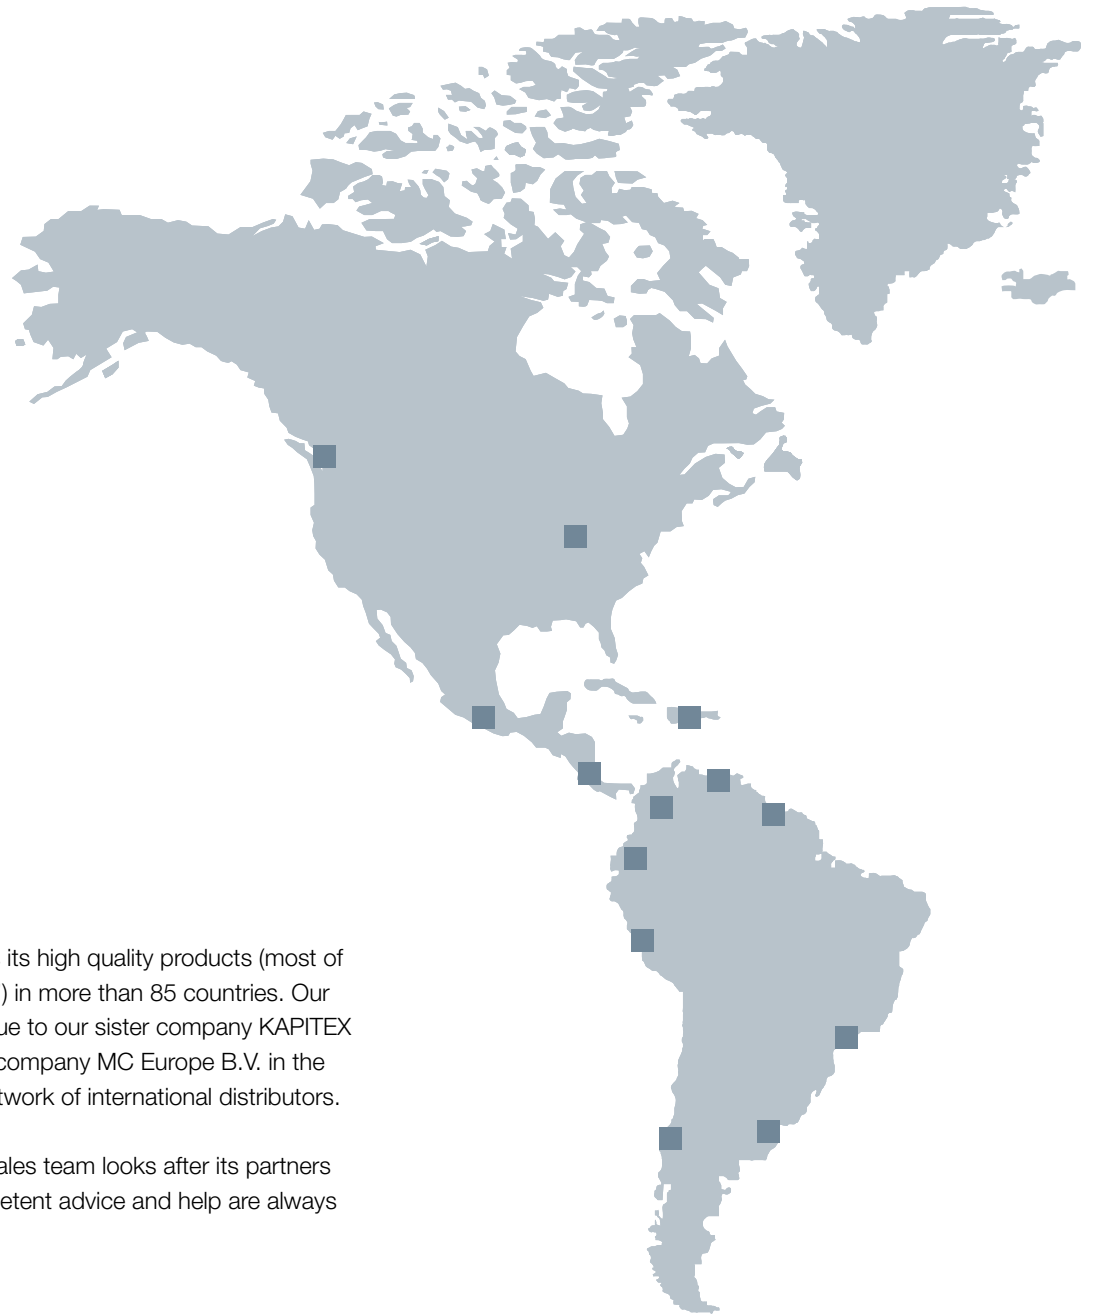 its high quality products (most of
) in more than 85 countries. Our
ue to our sister company KAPITEX
company MC Europe B.V. in the
twork of international distributors.
ales team looks after its partners
etent advice and help are always